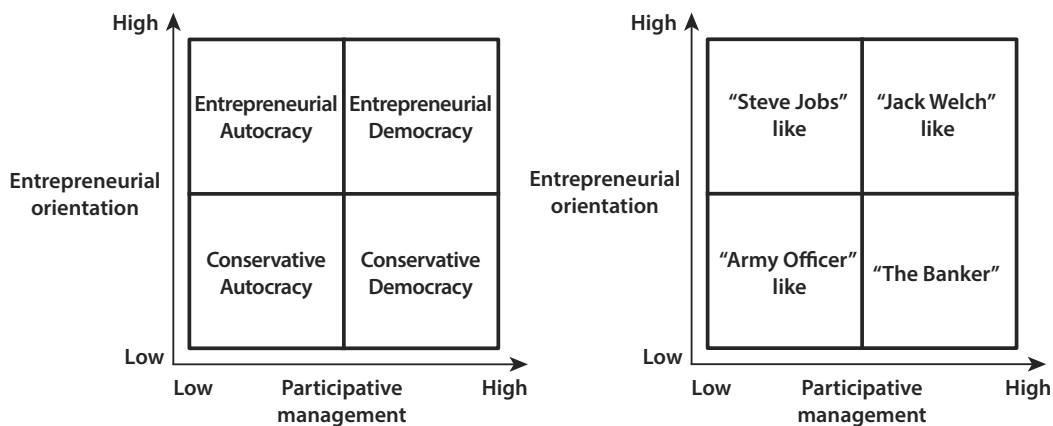 High
Entrepreneurial
Autocracy
Entrepreneurial
Democracy
Entrepreneurial
orientation
Conservative
Autocracy
Conservative
Democracy
Low
Low
Participative
management
High
High
“Steve Jobs”
like
“Jack Welch”
like
Entrepreneurial
orientation
“Army Officer”
like
“The Banker”
Low
Low
Participative
management
High